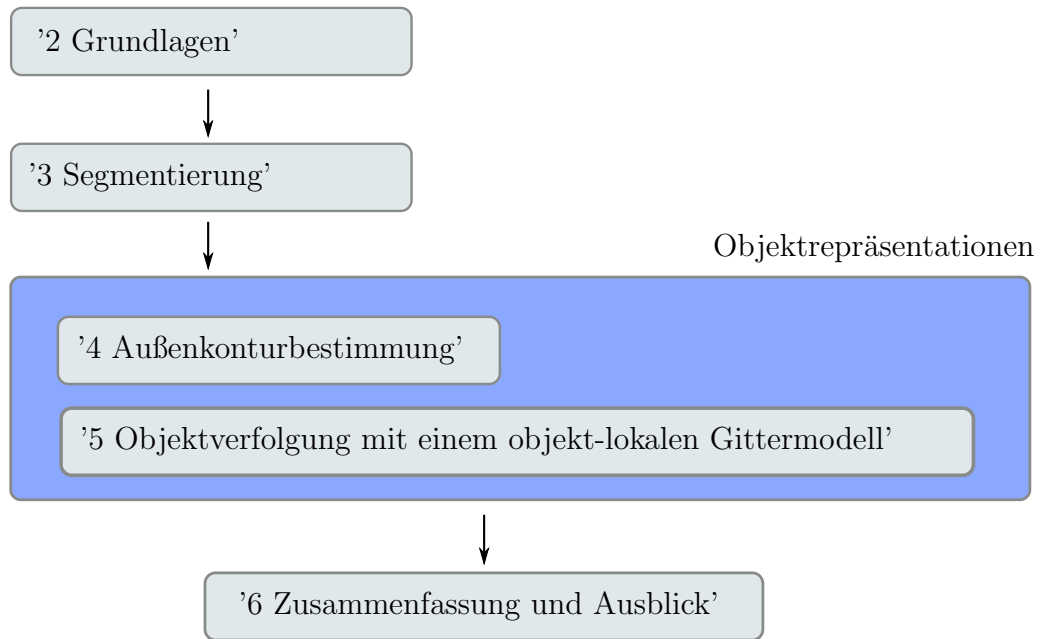 ’2 Grundlagen’
’3 Segmentierung’
Objektrepräsentationen
’4 Außenkonturbestimmung’
’5 Objektverfolgung mit einem objekt-lokalen Gittermodell’
’6 Zusammenfassung und Ausblick’